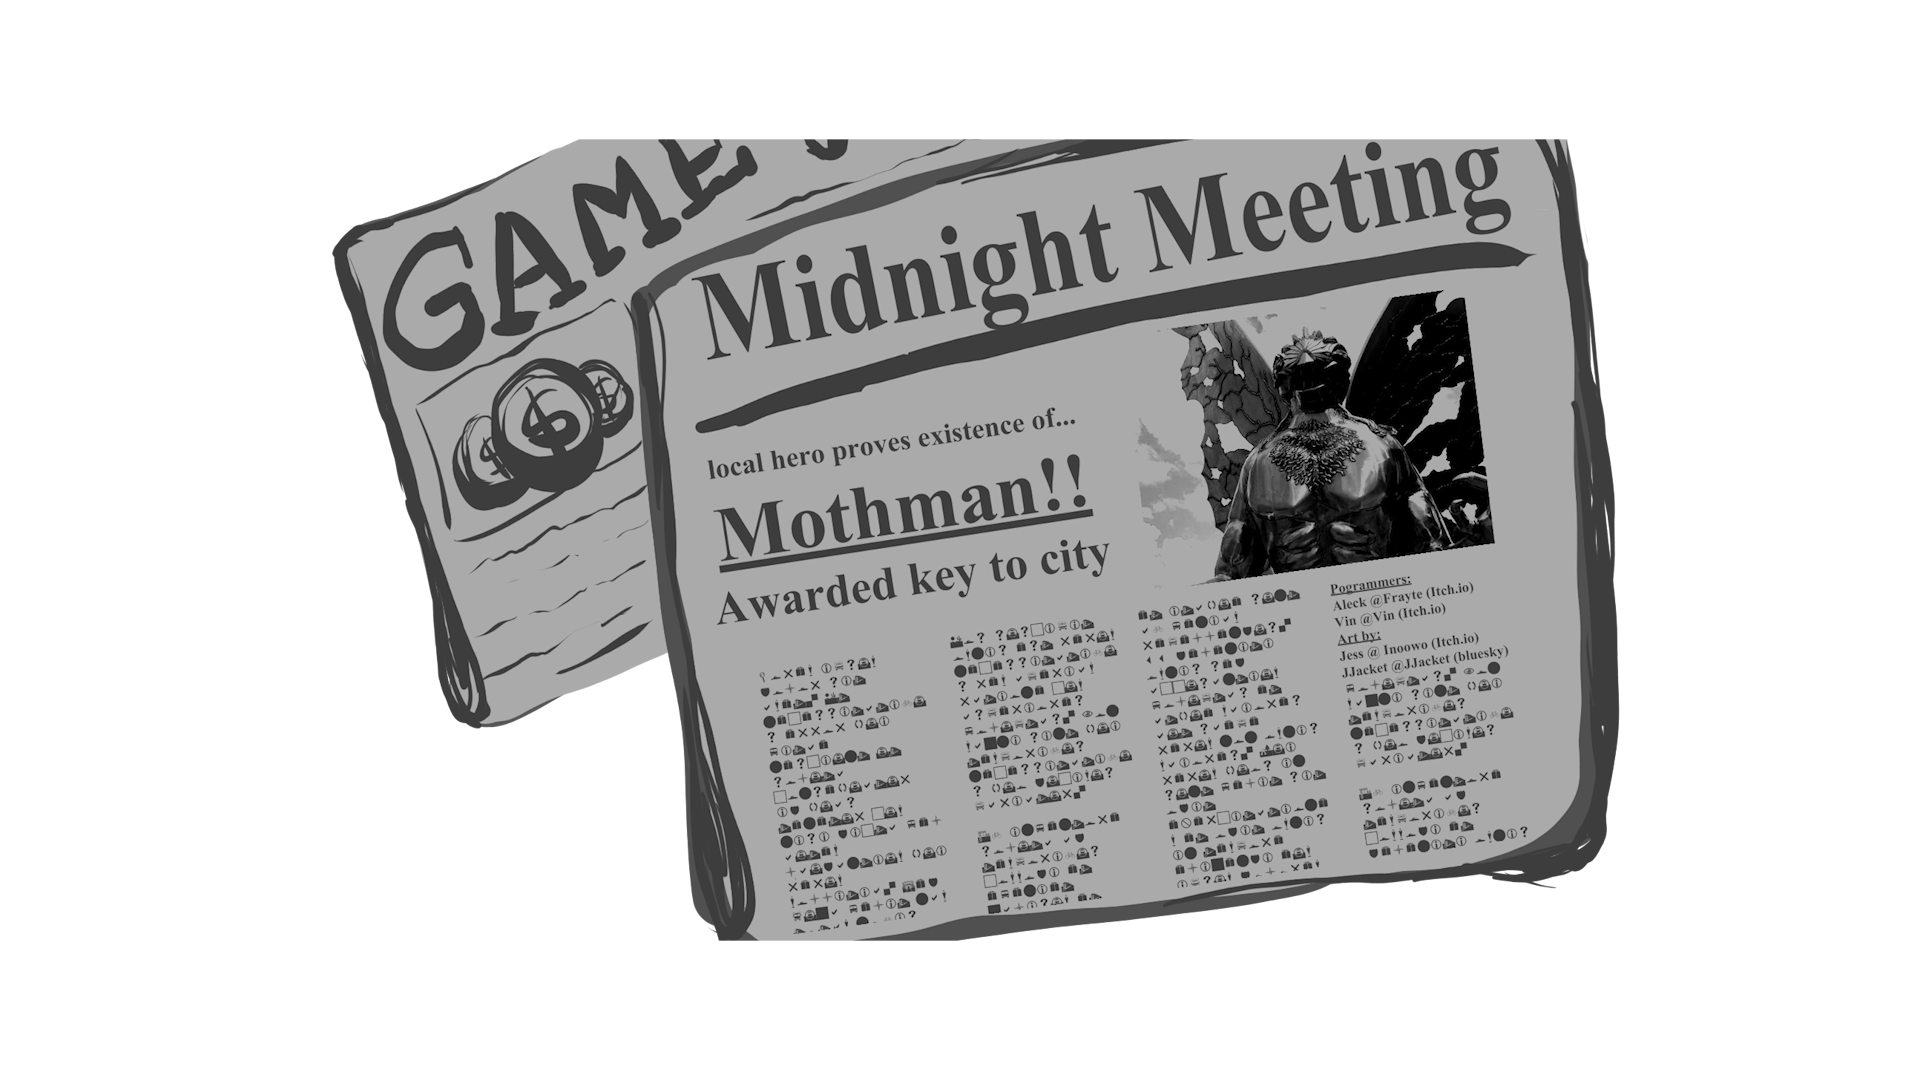 GAME
Midnight Meeting
local hero proves existence of...
Mothman!!
Awarded key to city
Pogrammers:
Aleck @Frayte (Itch.io)
Vin @Vin (Itch.io)
Art by:
Jess @ Inoowo (Itch.io)
JJacket @JJacket (bluesky)